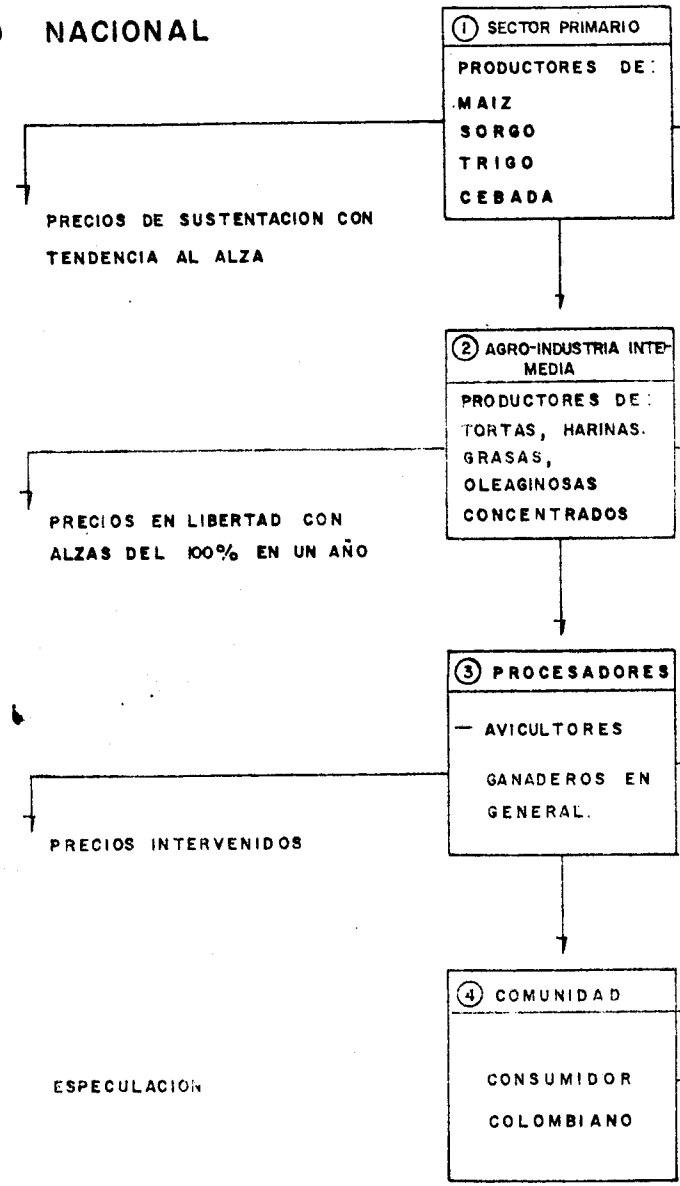 NACIONAL
① SECTOR PRIMARIO
PRODUCTORES DE:
MAIZ
SORGO
TRIGO
CEBADA
PRECIOS DE SUSTENTACION CON
TENDENCIA AL ALZA
② AGRO-INDUSTRIA INTE-
MEDIA
PRODUCTORES DE:
TORTAS, HARINAS.
GRASAS,
OLEAGINOSAS
CONCENTRADOS
PRECIOS EN LIBERTAD CON
ALZAS DEL 100% EN UN AÑO
③ PROCESADORES
— AVICULTORES
GANADEROS EN
GENERAL.
PRECIOS INTERVENIDOS
④ COMUNIDAD
CONSUMIDOR
COLOMBIANO
ESPECULACION